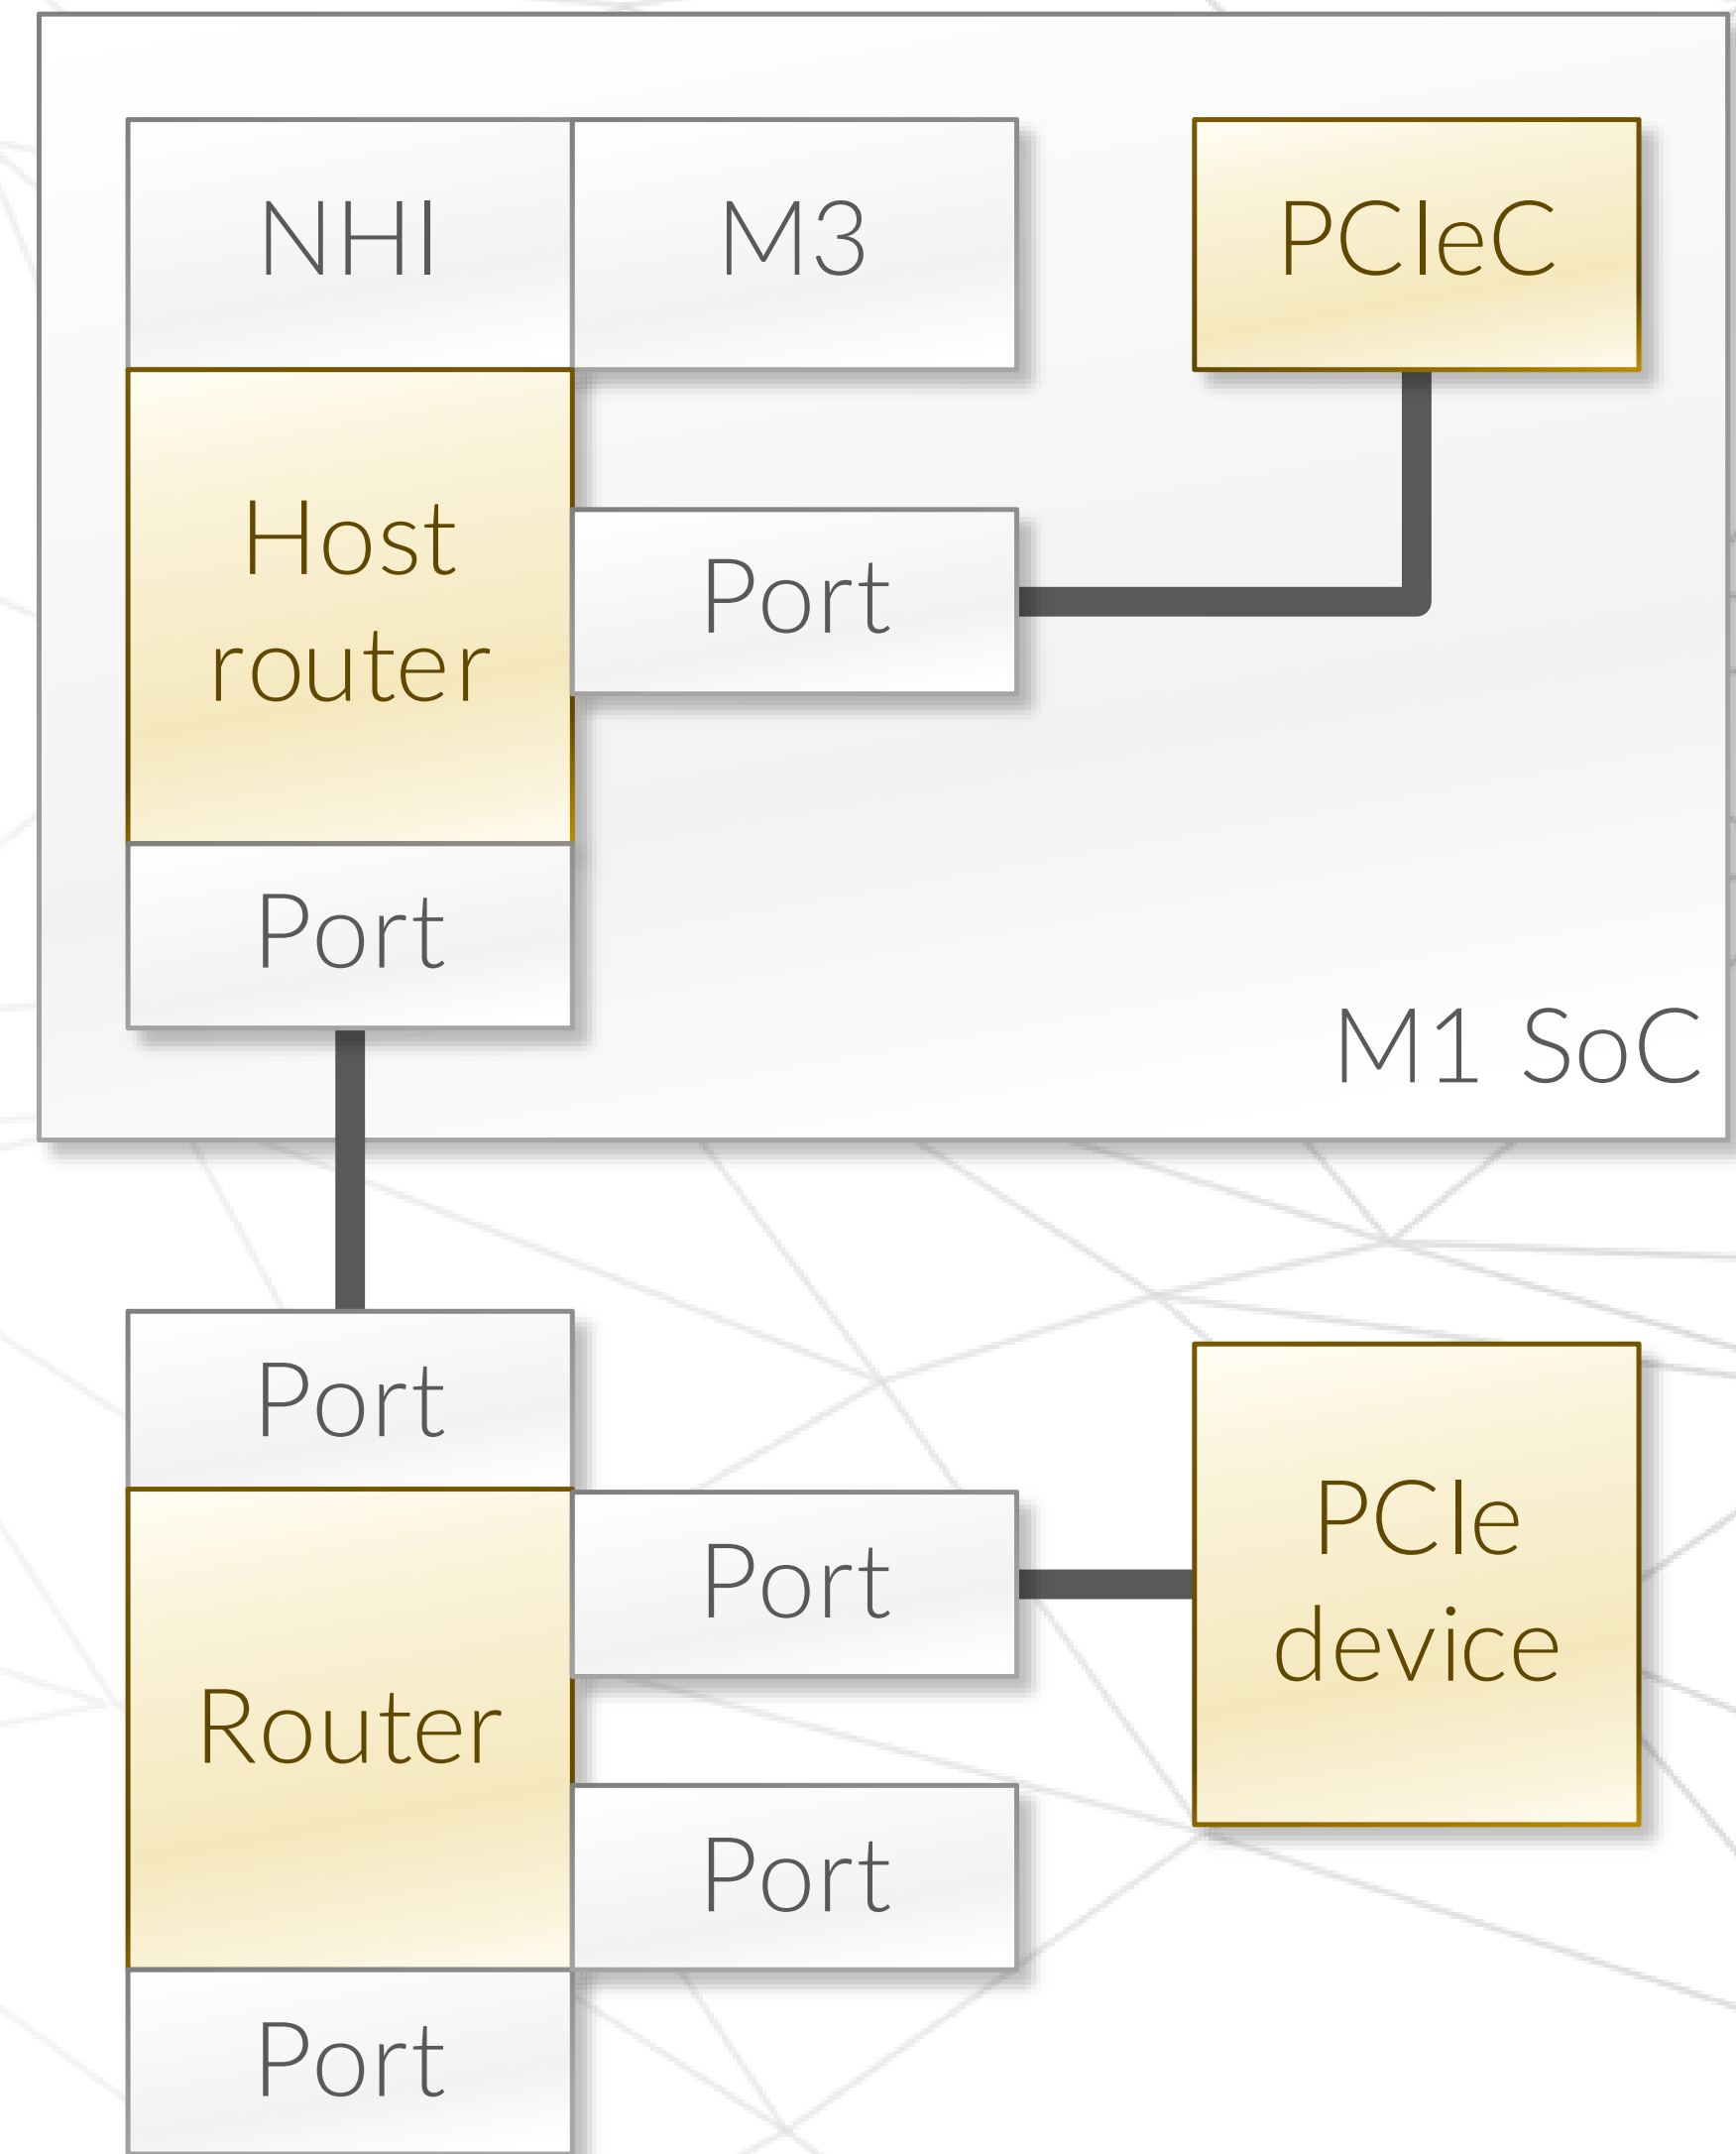 NHI
M3
PCIeC
Host
router
Port
Port
M1 SoC
Port
Router
Port
PCIe
device
Port
Port